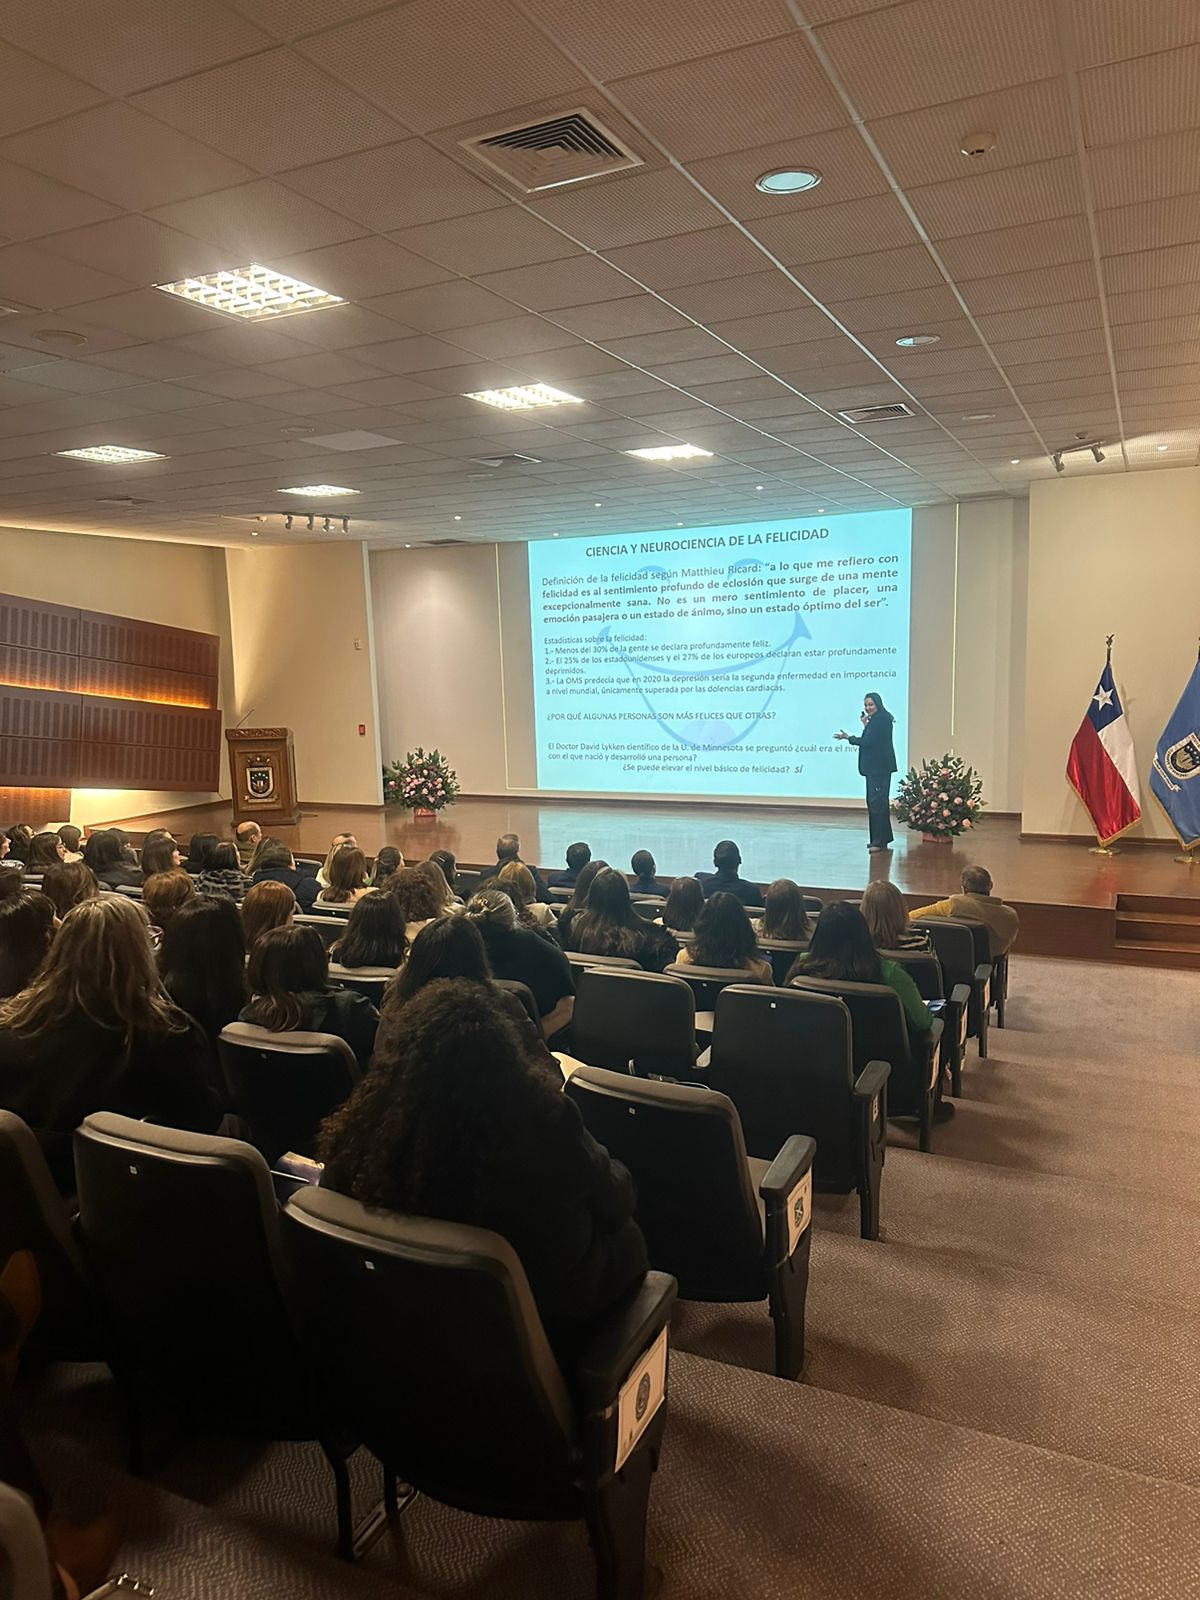 CIENCIA Y NEUROCIENCIA DE LA FELICIDAD
Definición de la felicidad según Matthieu Ricard: “a lo que me refiero con
felicidad es al sentimiento profundo de eclosión que surge de una mente
excepcionalmente sana. No es un mero sentimiento de placer, una
emoción pasajera o un estado de ánimo, sino un estado óptimo del ser”.
Estadísticas sobre la felicidad:
1.- Menos del 30% de la gente se declara profundamente feliz.
2.- El 25% de los estadounidenses y el 27% de los europeos declaran estar profundamente
deprimidos.
3.- La OMS predecía que en 2020 la depresión sería la segunda enfermedad en importancia
a nivel mundial, únicamente superada por las dolencias cardiacas.
¿POR QUÉ ALGUNAS PERSONAS SON MÁS FELICES QUE OTRAS?
El Doctor David Lykken científico de la U. de Minnesota se preguntó ¿cuál era el
con el que nació y desarrolló una persona?
¿Se puede elevar el nivel básico de felicidad? SÍ